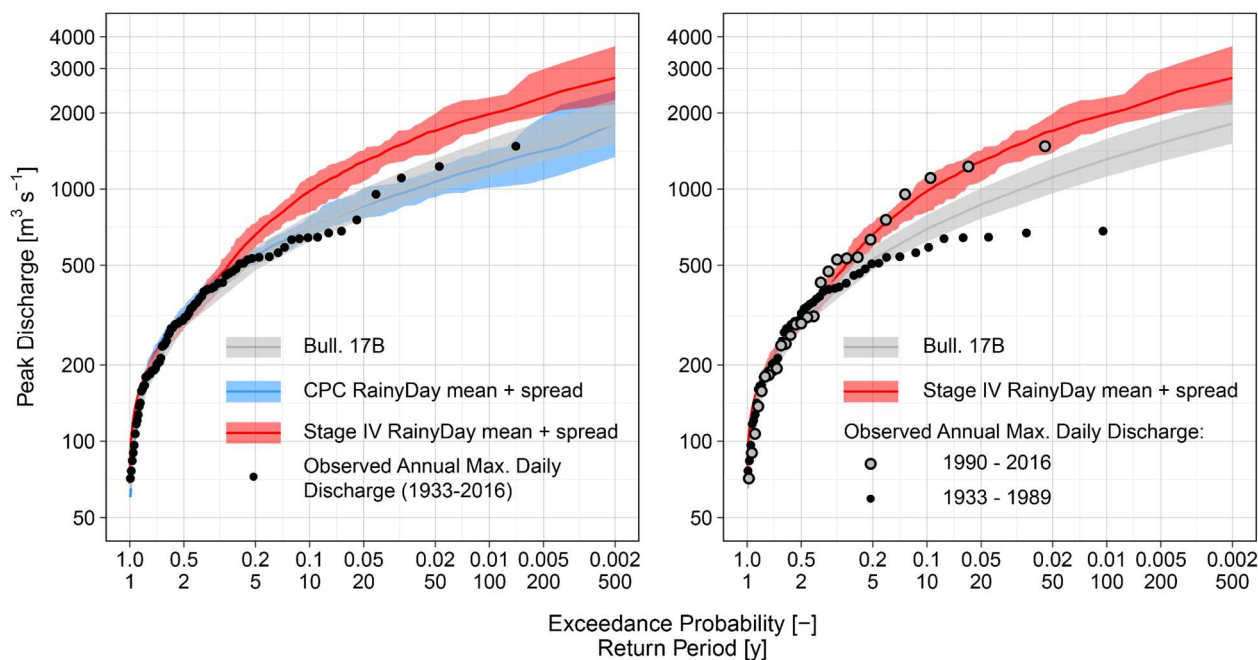 Peak Discharge [m³ s⁻¹]
4000
3000
2000
1000
500
200
100
50
Bull. 17B
CPC RainyDay mean + spread
Stage IV RainyDay mean + spread
Observed Annual Max. Daily
Discharge (1933-2016)
1.0 0.5 0.2 0.1 0.05 0.02 0.01 0.005 0.002
1 2 5 10 20 50 100 200 500
4000
3000
2000
1000
500
200
100
50
Bull. 17B
Stage IV RainyDay mean + spread
Observed Annual Max. Daily Discharge:
1990 - 2016
1933 - 1989
1.0 0.5 0.2 0.1 0.05 0.02 0.01 0.005 0.002
1 2 5 10 20 50 100 200 500
Exceedance Probability [−]
Return Period [y]